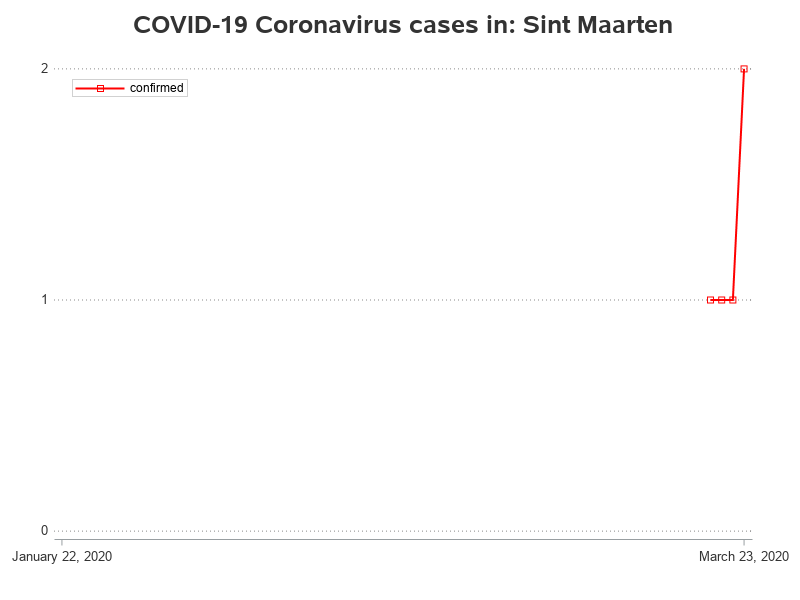 COVID-19 Coronavirus cases in: Sint Maarten
2
confirmed
1
0
January 22, 2020
March 23, 2020